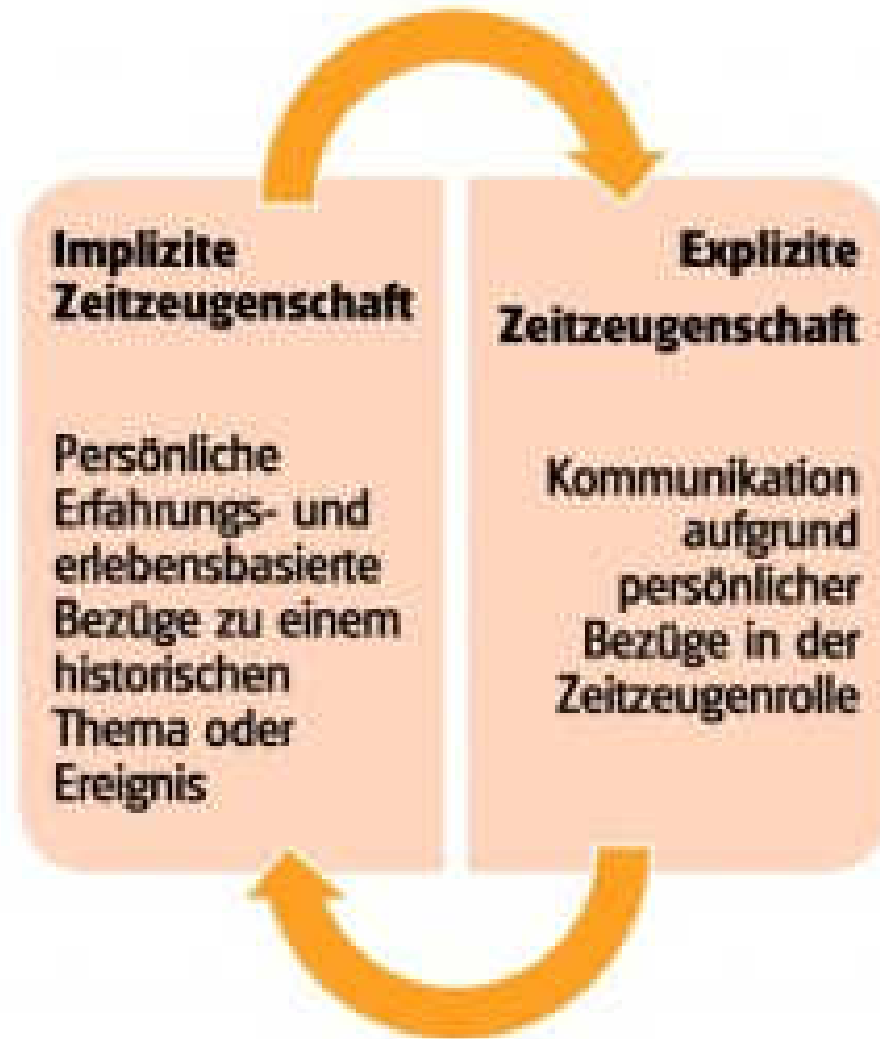 Implizite
Zeitzeugenschaft
Persönliche
Erfahrungs- und
erlebensbasierte
Bezüge zu einem
historischen
Thema oder
Ereignis
Explizite
Zeitzeugenschaft
Kommunikation
aufgrund
persönlicher
Bezüge in der
Zeitzeugenrolle